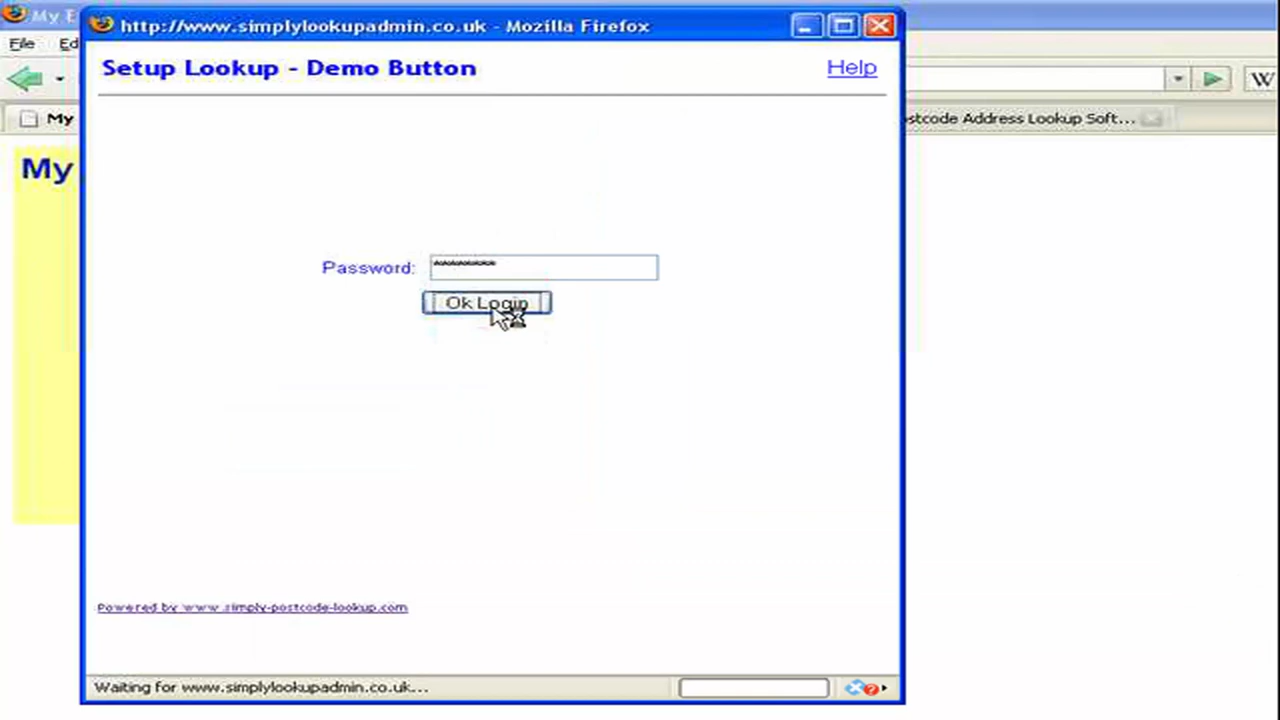 My
http://www.simplylookupadmin.co.uk - Mozilla Firefox
File
Setup Lookup - Demo Button
Help
W
My
stcode Address Lookup Soft...
My
Password:
*********
Ok Login
Powered by www.simply-postcode-lookup.com
Waiting for www.simplylookupadmin.co.uk...